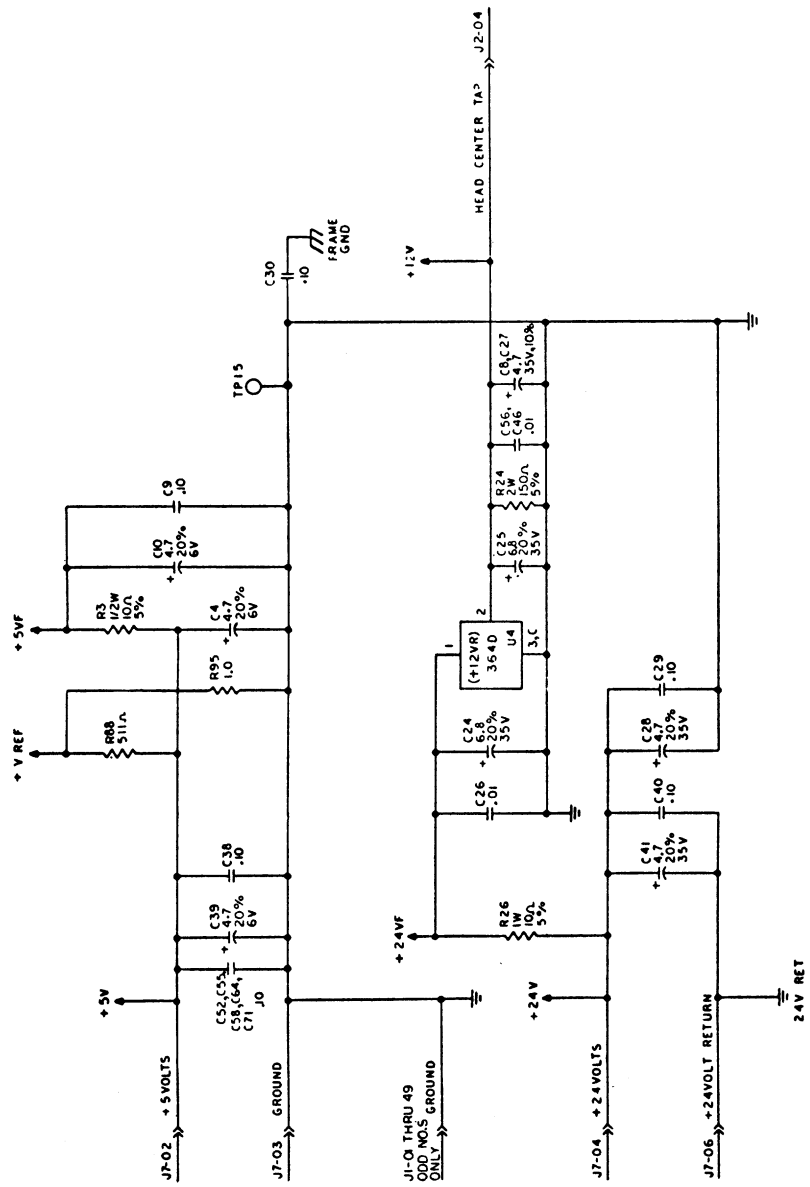 J7-02
+5VOLTS
+5V
C52,C55,
C58,C64,
C71
.10
C39
4.7
20%
6V
+
C38
.10
+V REF
R88
511Ω
R95
1.0
+5VF
R3
1/2W
10Ω
5%
C4
4.7
20%
6V
+
C10
4.7
20%
6V
+
C9
.10
J7-03
GROUND
TP15
C30
.10
FRAME
GND
J1-01 THRU 49
ODD NO.S
ONLY
GROUND
+24VF
R26
1W
10Ω
5%
C26
.01
C24
6.8
20%
35V
+
1
(+12VR)
364D
U4
2
3,C
C25
6.8
20%
35V
+
R24
2W
150Ω
5%
C56,
C46
.01
C8,C27
4.7
35V,10%
+
+12V
HEAD CENTER TAP
J2-04
J7-04
+24VOLTS
+24V
C41
4.7
20%
35V
+
C40
.10
C28
4.7
20%
35V
+
C29
.10
J7-06
+24VOLT RETURN
24V RET